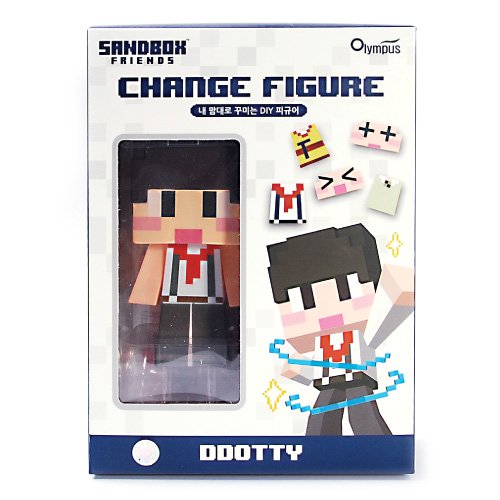 SANDBOX
FRIENDS
Olympus
CHANGE FIGURE
내 맘대로 꾸미는 DIY 피규어
DDOTTY